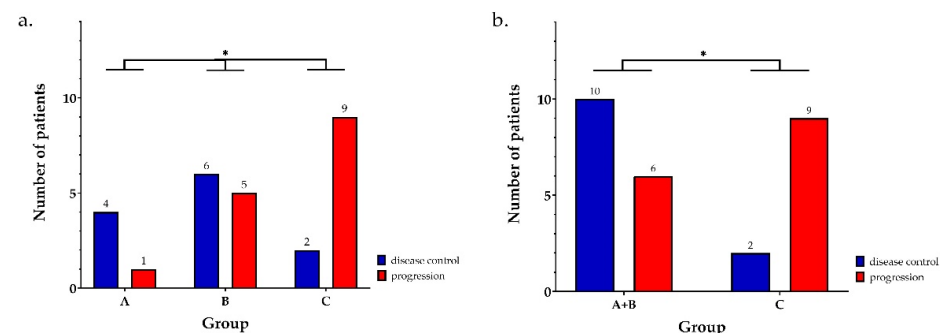 a.
*
Number of patients
10
5
0
4
1
6
5
2
9
A
B
C
Group
disease control
progression
b.
*
Number of patients
10
5
0
10
6
2
9
A+B
C
Group
disease control
progression